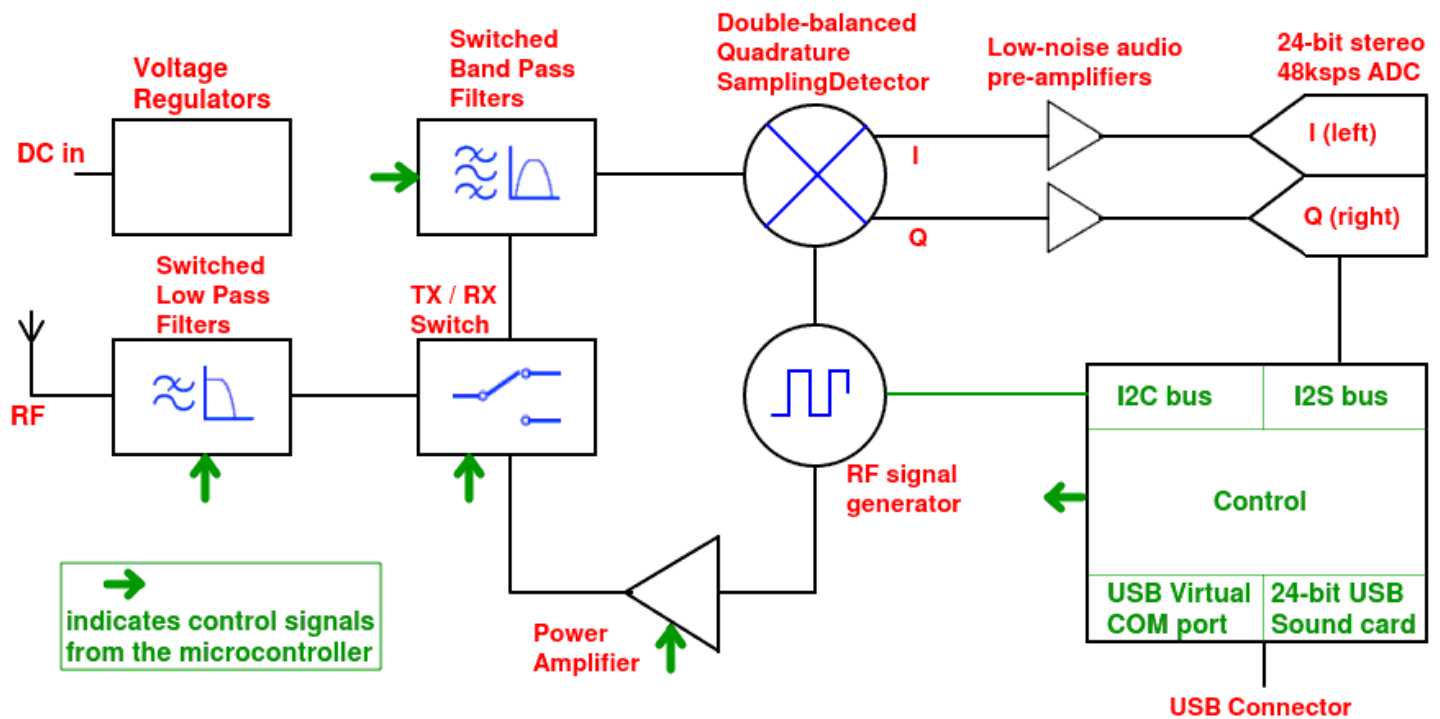 Voltage
Regulators
DC in
Switched
Band Pass
Filters
Double-balanced
Quadrature
SamplingDetector
Low-noise audio
pre-amplifiers
24-bit stereo
48ksps ADC
I (left)
Q (right)
I
Q
Switched
Low Pass
Filters
RF
TX / RX
Switch
RF signal
generator
I2C bus
I2S bus
Control
USB Virtual
COM port
24-bit USB
Sound card
USB Connector
Power
Amplifier
indicates control signals
from the microcontroller